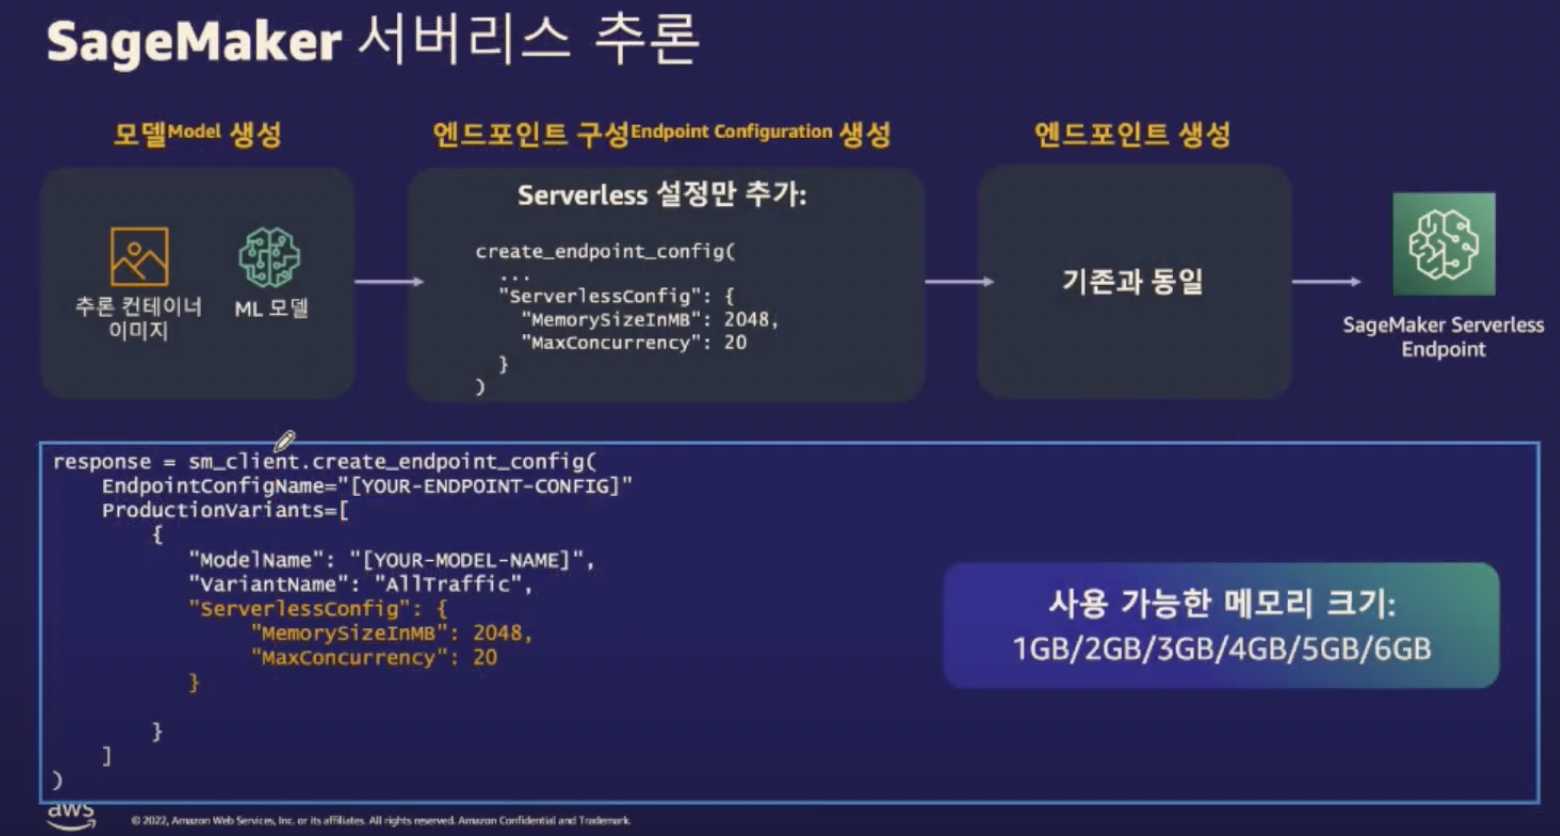 SageMaker 서버리스 추론
모델Model 생성
추론 컨테이너
이미지
ML 모델
엔드포인트 구성Endpoint Configuration 생성
Serverless 설정만 추가:
create_endpoint_config(
...
"ServerlessConfig": {
"MemorySizeInMB": 2048,
"MaxConcurrency": 20
}
)
엔드포인트 생성
기존과 동일
SageMaker Serverless
Endpoint
response = sm_client.create_endpoint_config(
EndpointConfigName="[YOUR-ENDPOINT-CONFIG]"
ProductionVariants=[
{
"ModelName": "[YOUR-MODEL-NAME]",
"VariantName": "AllTraffic",
"ServerlessConfig": {
"MemorySizeInMB": 2048,
"MaxConcurrency": 20
}
}
]
)
사용 가능한 메모리 크기:
1GB/2GB/3GB/4GB/5GB/6GB
aws
© 2022, Amazon Web Services, Inc. or its affiliates. All rights reserved. Amazon Confidential and Trademark.